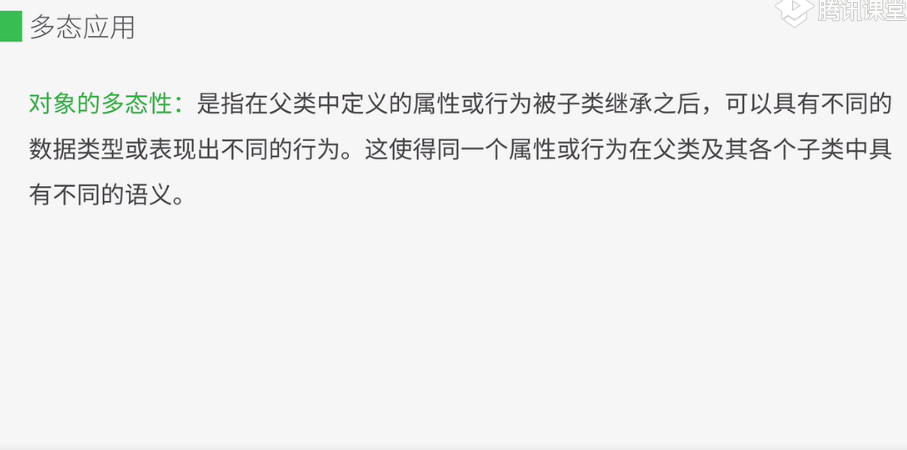 多态应用
腾讯课堂
对象的多态性：是指在父类中定义的属性或行为被子类继承之后，可以具有不同的
数据类型或表现出不同的行为。这使得同一个属性或行为在父类及其各个子类中具
有不同的语义。